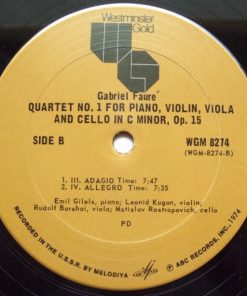 Westminster
Gold
Gabriel Fauré
QUARTET NO. 1 FOR PIANO, VIOLIN, ViOLA
AND CELLO IN C MINOR, Op. 15
SIDE B
WGM 8274
(WGM-8274-B)
1. III. ADAGIO Time: 7:47
2. IV. ALLEGRO Time: 7:35
Emil Gilels, piano; Leonid Kogan, violin
Rudolf Barshai, viola; Mstislav Rostropovich, cello
PD
RECORDED IN THE U.S.S.R. BY MELODIYA
℗ ABC RECORDS, INC. 1974